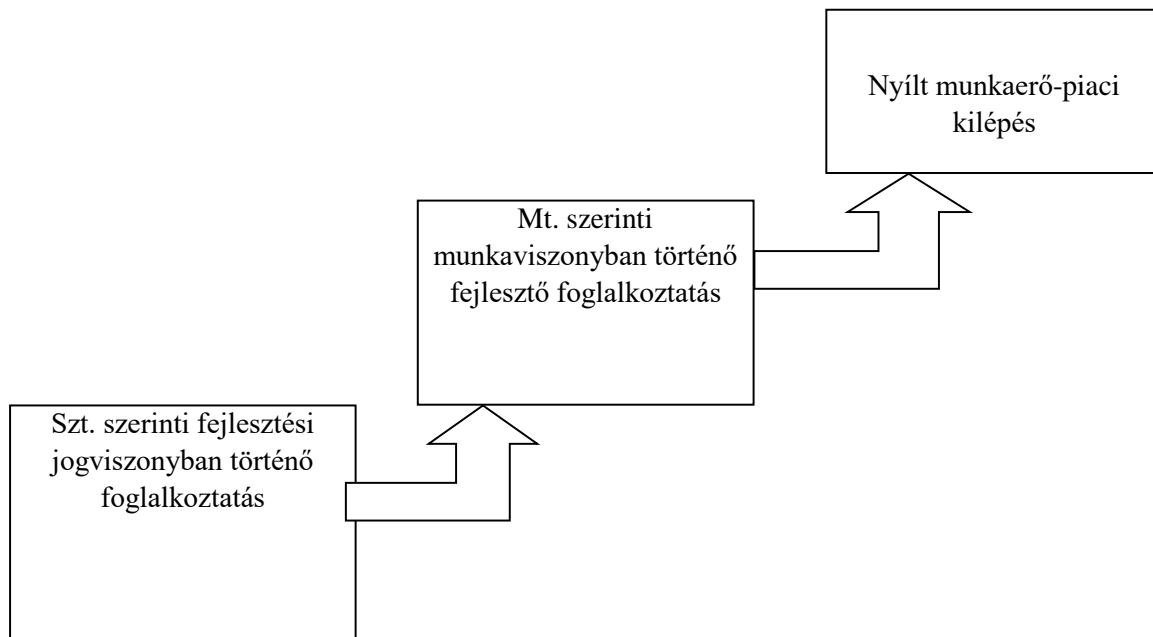 Nyílt munkaerő-piaci
kilépés
Mt. szerinti
munkaviszonyban történő
fejlesztő foglalkoztatás
Szt. szerinti fejlesztési
jogviszonyban történő
foglalkoztatás